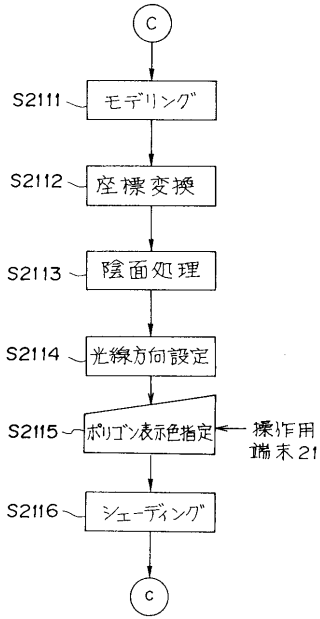 C
S2111
モデリング
S2112
座標変換
S2113
陰面処理
S2114
光線方向設定
S2115
ポリゴン表示色指定
操作用
端末21
S2116
シェーディング
C